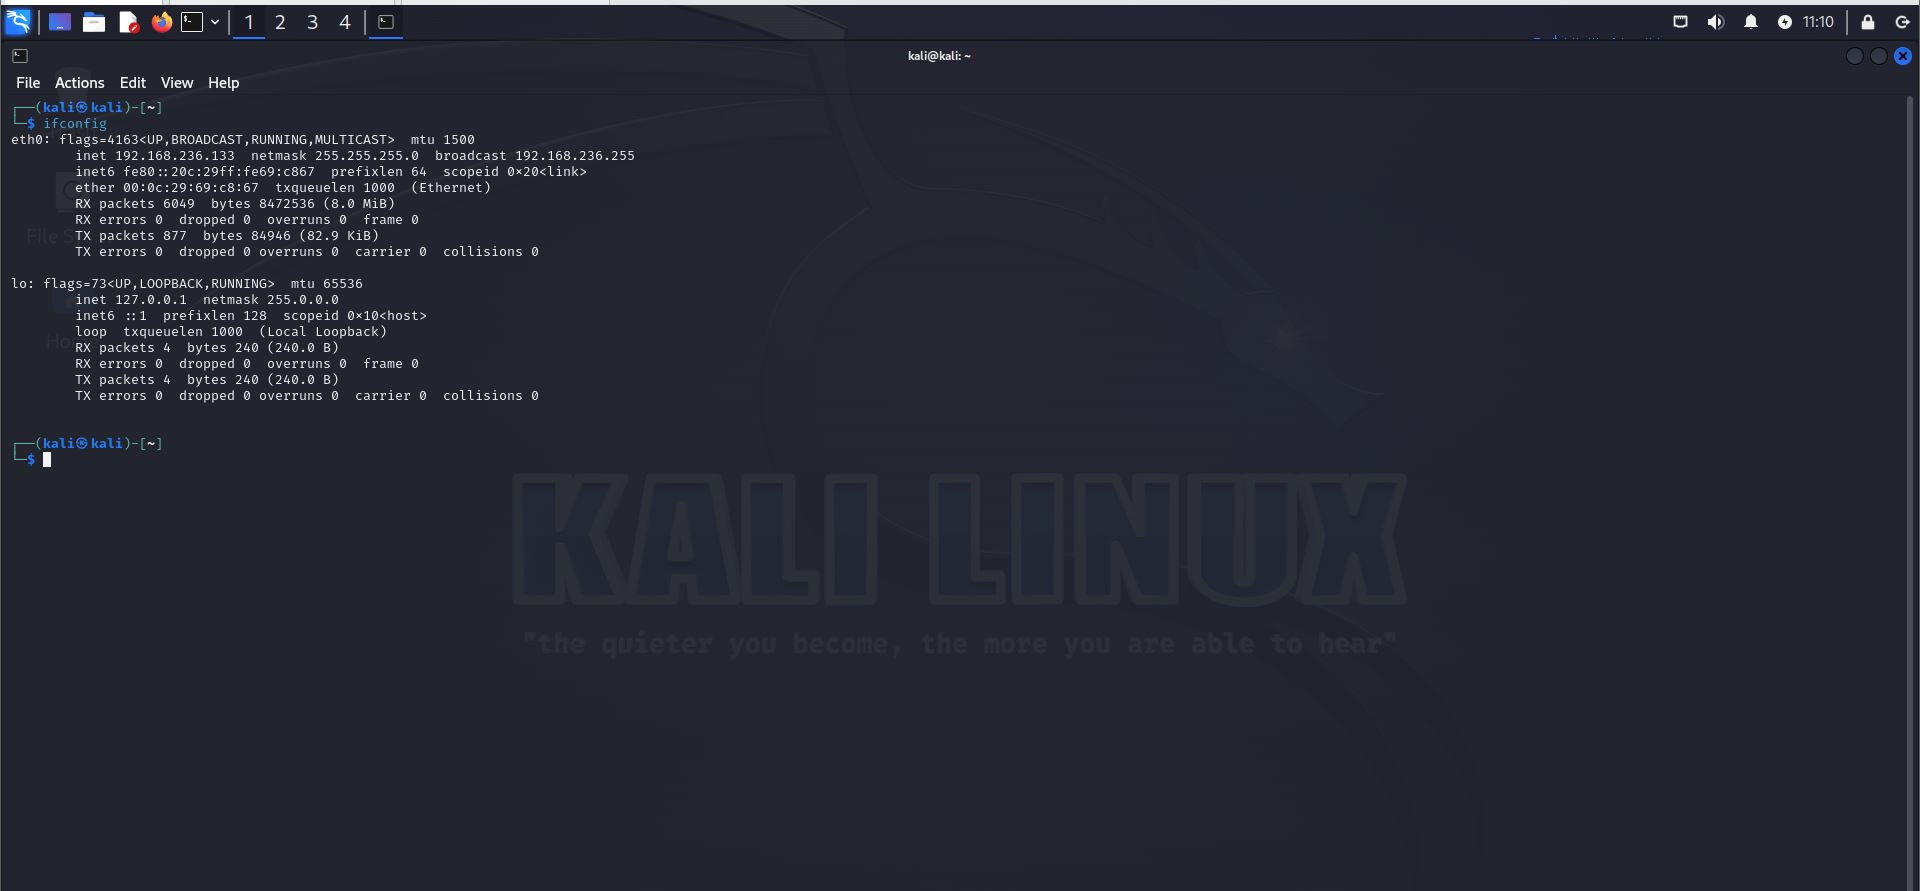 1 2 3 4 11:10
kali@kali: ~
File Actions Edit View Help
┌──(kali㉿kali)-[~]
└─$ ifconfig
eth0: flags=4163<UP,BROADCAST,RUNNING,MULTICAST>  mtu 1500
        inet 192.168.236.133  netmask 255.255.255.0  broadcast 192.168.236.255
        inet6 fe80::20c:29ff:fe69:c867  prefixlen 64  scopeid 0×20<link>
        ether 00:0c:29:69:c8:67  txqueuelen 1000  (Ethernet)
        RX packets 6049  bytes 8472536 (8.0 MiB)
        RX errors 0  dropped 0  overruns 0  frame 0
        TX packets 877  bytes 84946 (82.9 KiB)
        TX errors 0  dropped 0 overruns 0  carrier 0  collisions 0
lo: flags=73<UP,LOOPBACK,RUNNING>  mtu 65536
        inet 127.0.0.1  netmask 255.0.0.0
        inet6 ::1  prefixlen 128  scopeid 0×10<host>
        loop  txqueuelen 1000  (Local Loopback)
        RX packets 4  bytes 240 (240.0 B)
        RX errors 0  dropped 0  overruns 0  frame 0
        TX packets 4  bytes 240 (240.0 B)
        TX errors 0  dropped 0 overruns 0  carrier 0  collisions 0
┌──(kali㉿kali)-[~]
└─$
KALI LINUX
"the quieter you become, the more you are able to hear"